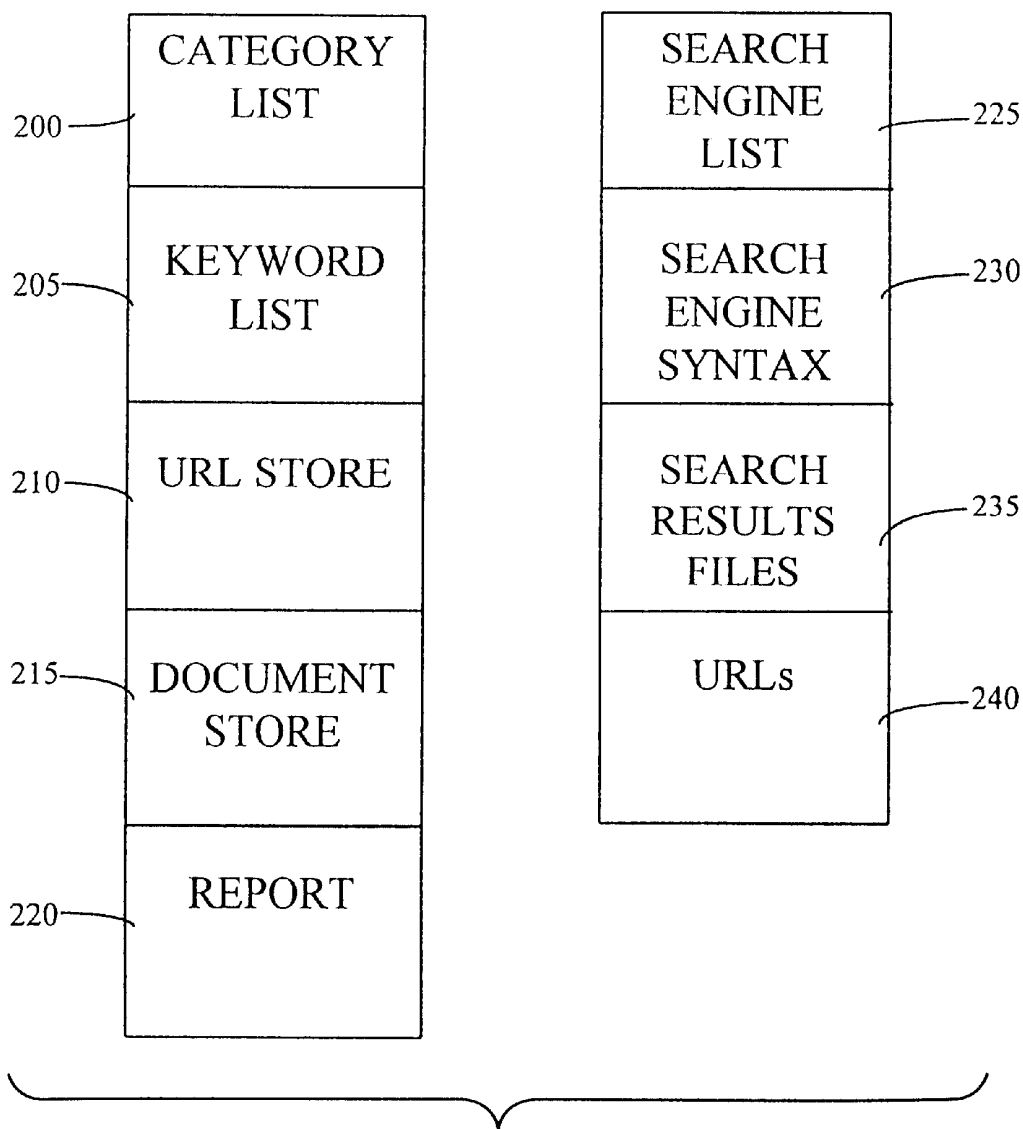 CATEGORY
LIST
200
KEYWORD
LIST
205
URL STORE
210
DOCUMENT
STORE
215
REPORT
220
SEARCH
ENGINE
LIST
225
SEARCH
ENGINE
SYNTAX
230
SEARCH
RESULTS
FILES
235
URLs
240